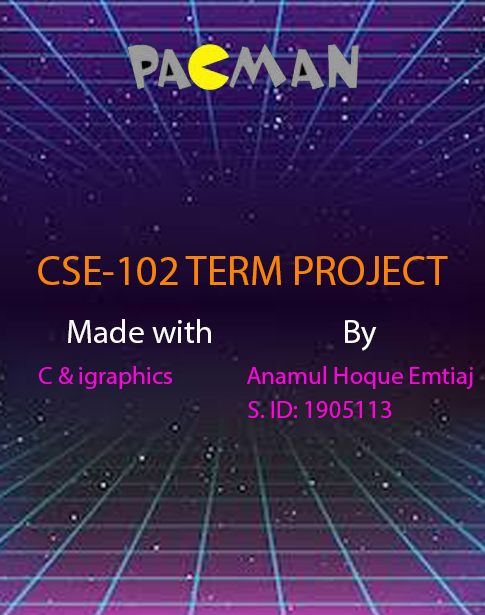 PACMAN
CSE-102 TERM PROJECT
Made with
C & igraphics
By
Anamul Hoque Emtiaj
S. ID: 1905113